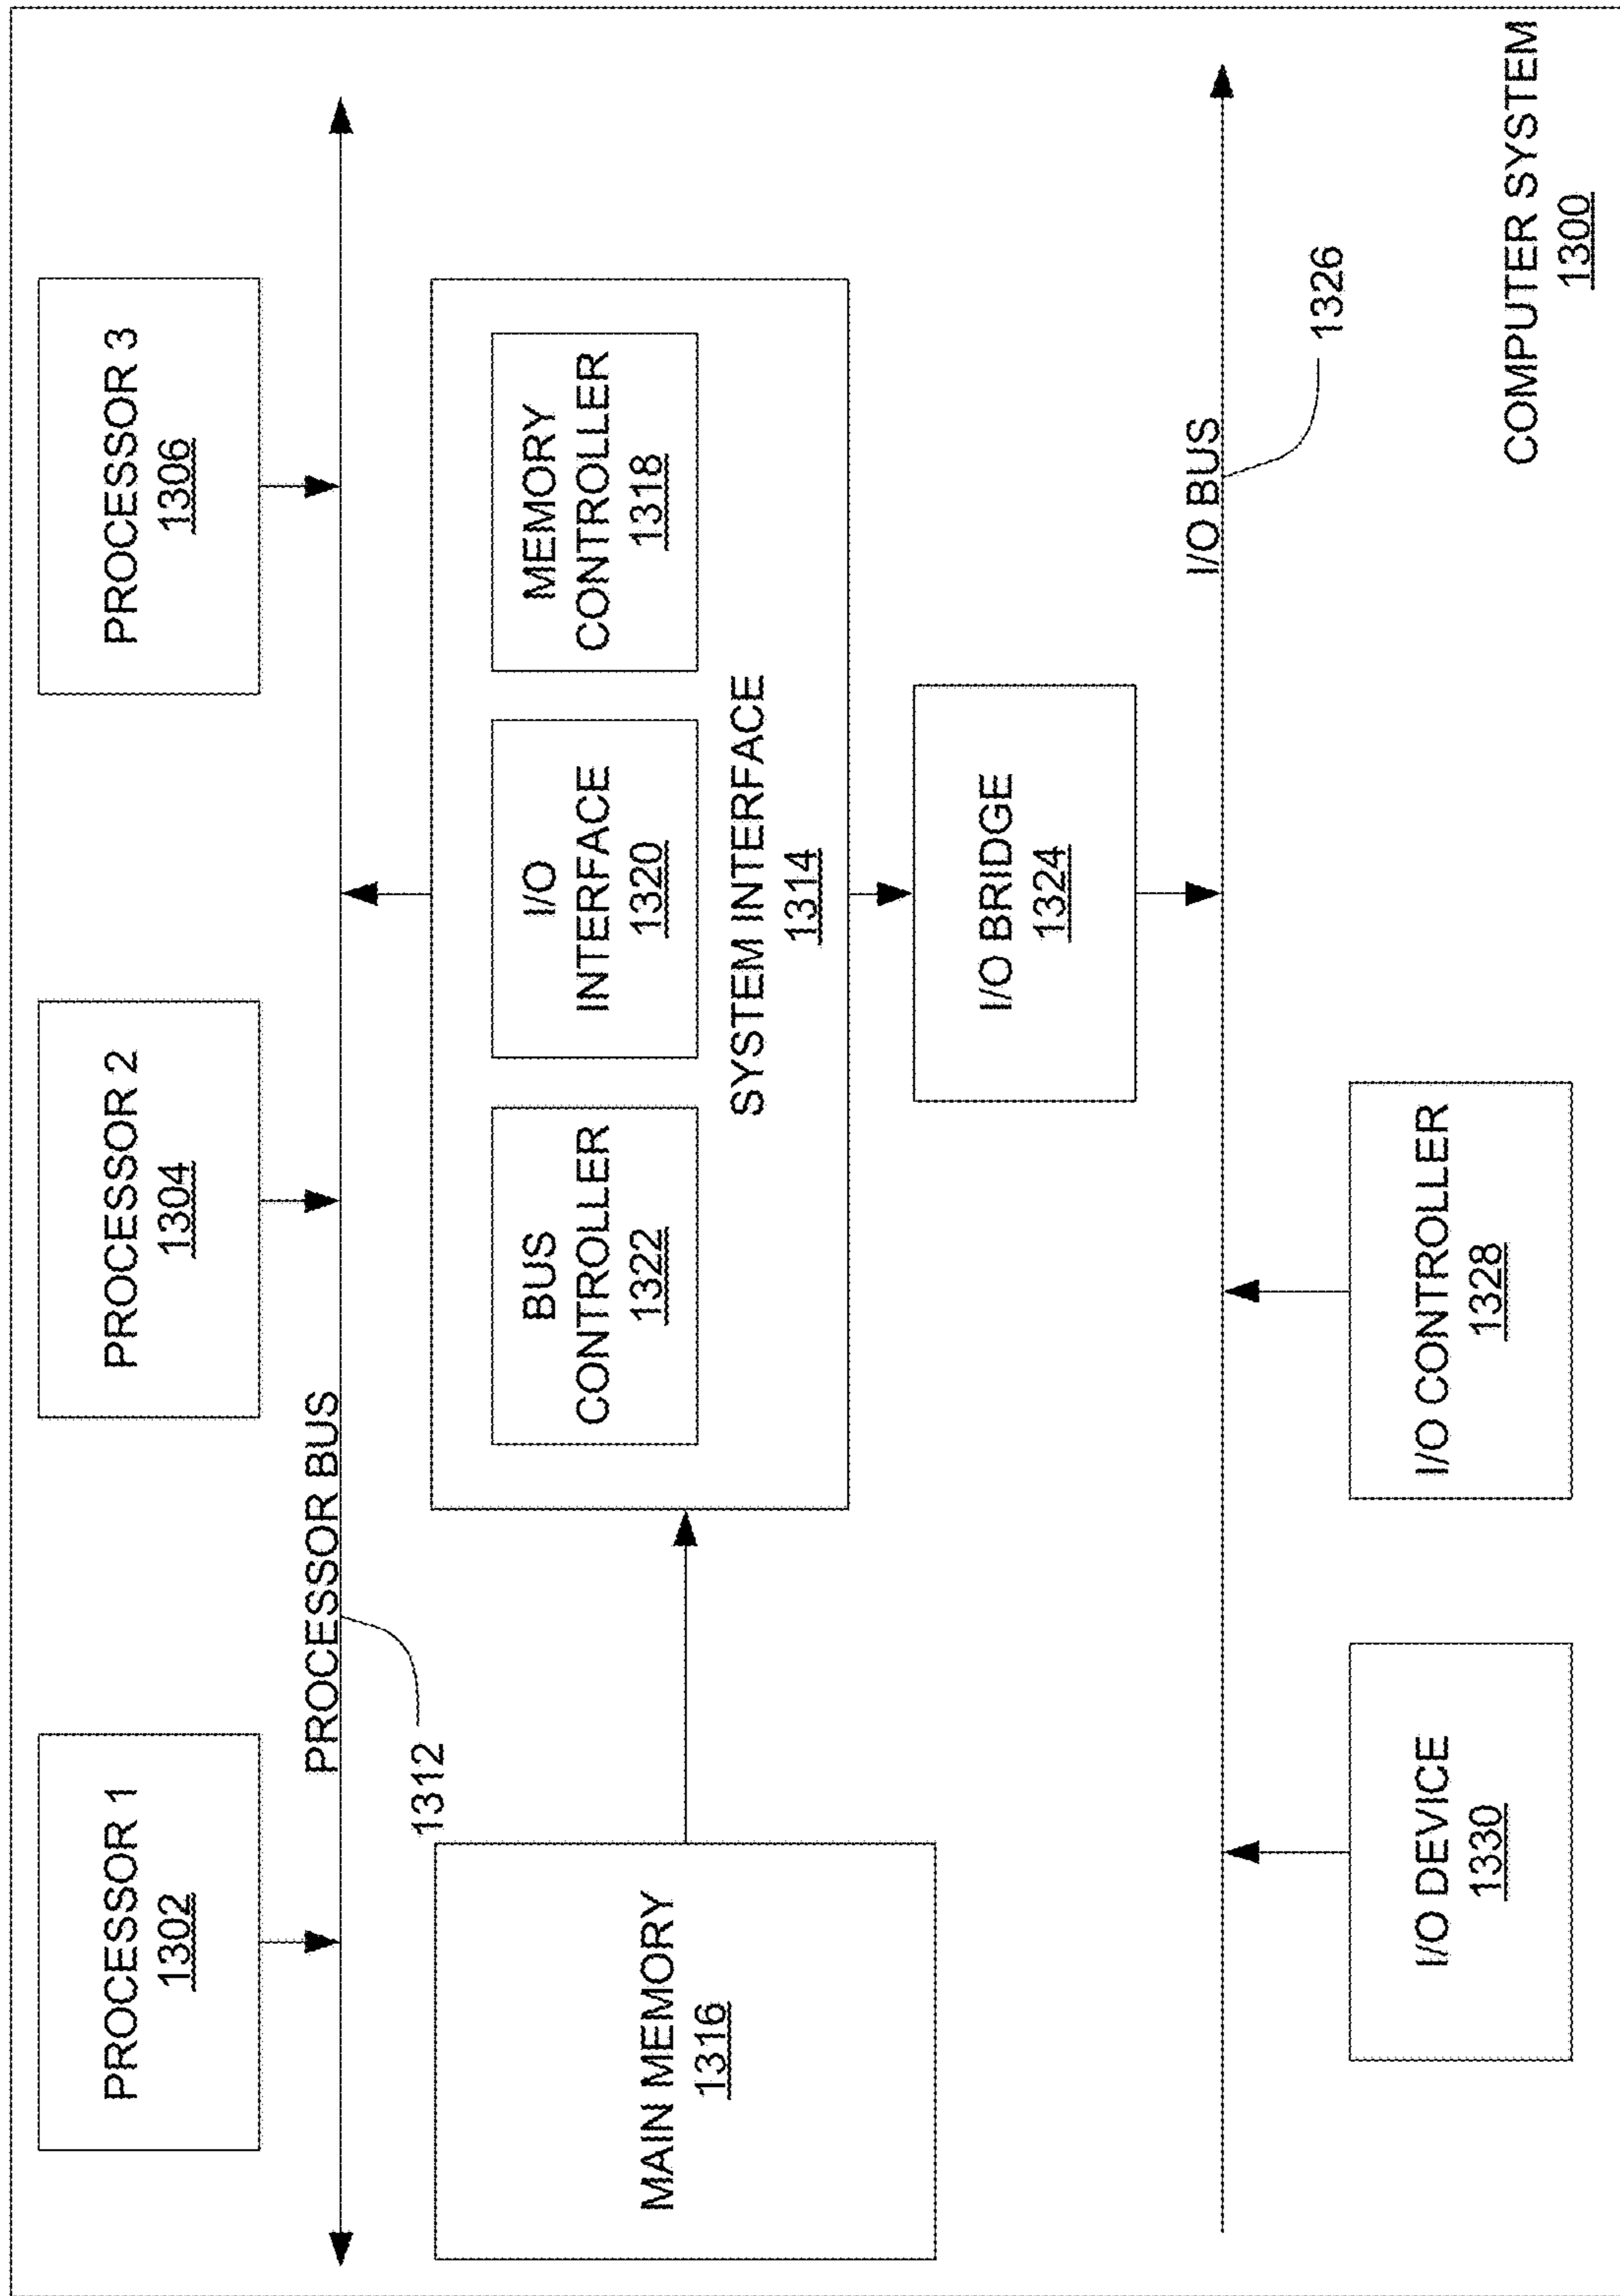 PROCESSOR 1
1302
PROCESSOR 2
1304
PROCESSOR 3
1306
PROCESSOR BUS
1312
MAIN MEMORY
1316
BUS
CONTROLLER
1322
I/O
INTERFACE
1320
MEMORY
CONTROLLER
1318
SYSTEM INTERFACE
1314
I/O BRIDGE
1324
I/O BUS
1326
I/O DEVICE
1330
I/O CONTROLLER
1328
COMPUTER SYSTEM
1300